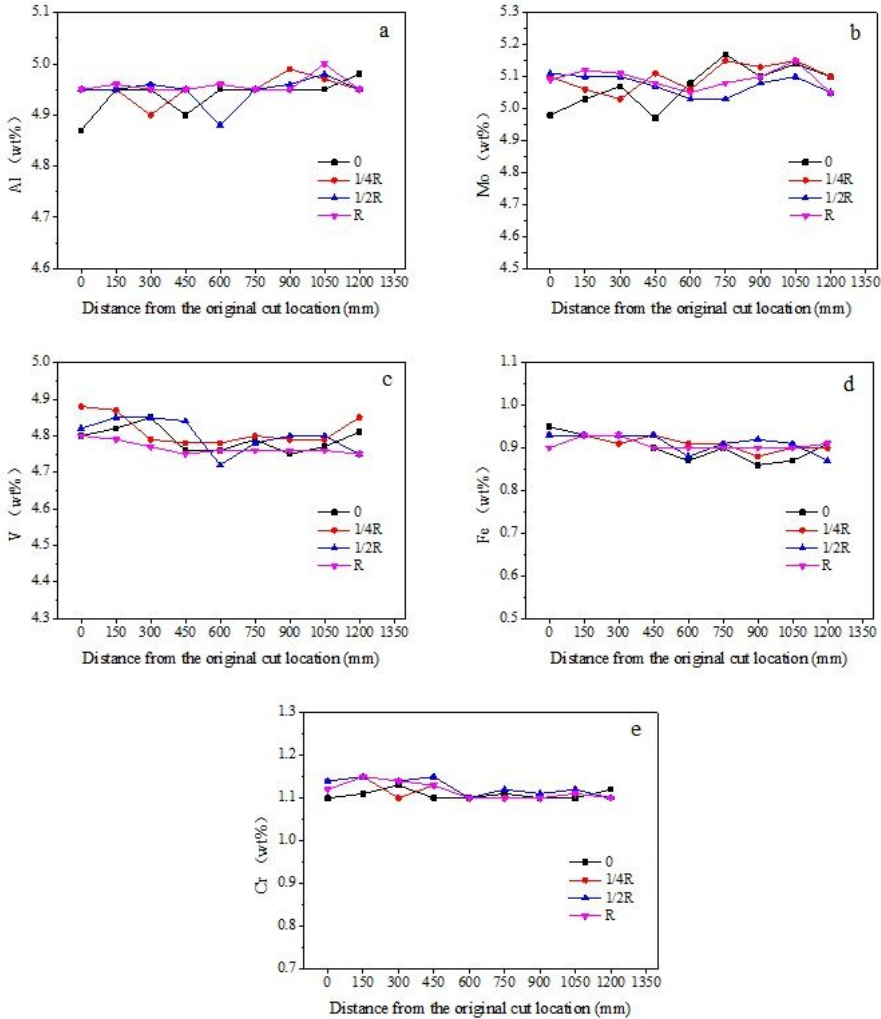 a
5.1
5.0
4.9
4.8
4.7
4.6
Al（wt%）
0
1/4R
1/2R
R
0 150 300 450 600 750 900 1050 1200 1350
Distance from the original cut location (mm)
b
5.3
5.2
5.1
5.0
4.9
4.8
4.7
4.6
4.5
Mo（wt%）
0
1/4R
1/2R
R
0 150 300 450 600 750 900 1050 1200 1350
Distance from the original cut location (mm)
c
5.0
4.9
4.8
4.7
4.6
4.5
4.4
4.3
V（wt%）
0
1/4R
1/2R
R
0 150 300 450 600 750 900 1050 1200 1350
Distance from the original cut location (mm)
d
1.1
1.0
0.9
0.8
0.7
0.6
0.5
Fe（wt%）
0
1/4R
1/2R
R
0 150 300 450 600 750 900 1050 1200 1350
Distance from the original cut location (mm)
e
1.3
1.2
1.1
1.0
0.9
0.8
0.7
Cr（wt%）
0
1/4R
1/2R
R
0 150 300 450 600 750 900 1050 1200 1350
Distance from the original cut location (mm)